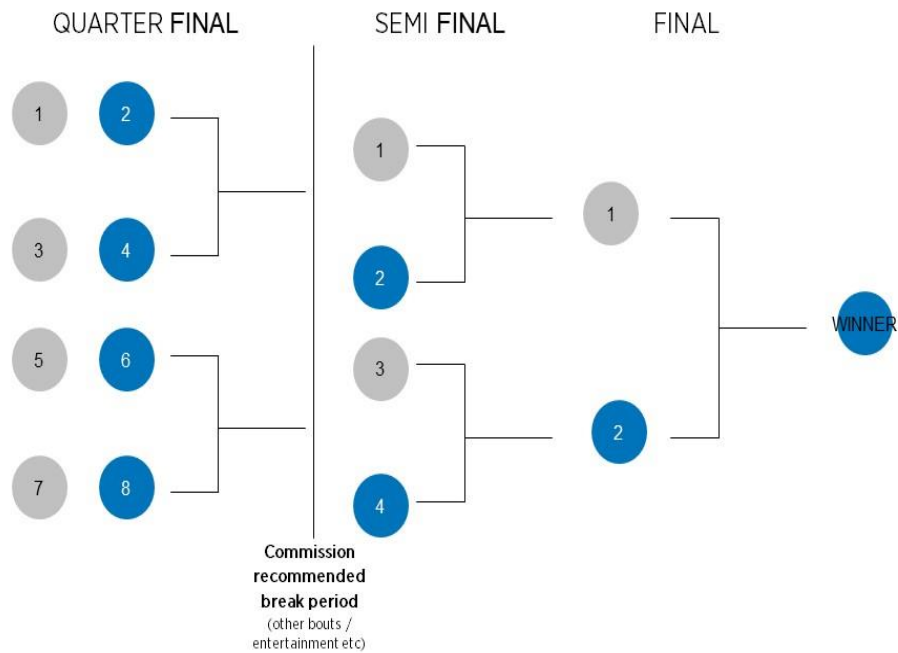 QUARTER FINAL
SEMI FINAL
FINAL
1 2
3 4
5 6
7 8
1
2
3
4
1
2
WINNER
Commission
recommended
break period
(other bouts /
entertainment etc)